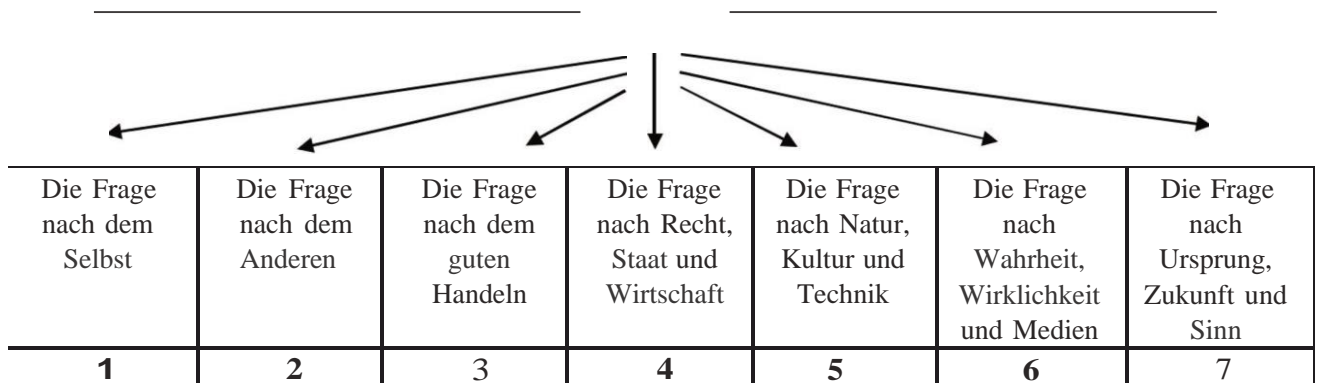 Die Frage nach dem Selbst
Die Frage nach dem Anderen
Die Frage nach dem guten Handeln
Die Frage nach Recht, Staat und Wirtschaft
Die Frage nach Natur, Kultur und Technik
Die Frage nach Wahrheit, Wirklichkeit und Medien
Die Frage nach Ursprung, Zukunft und Sinn
1 2 3 4 5 6 7